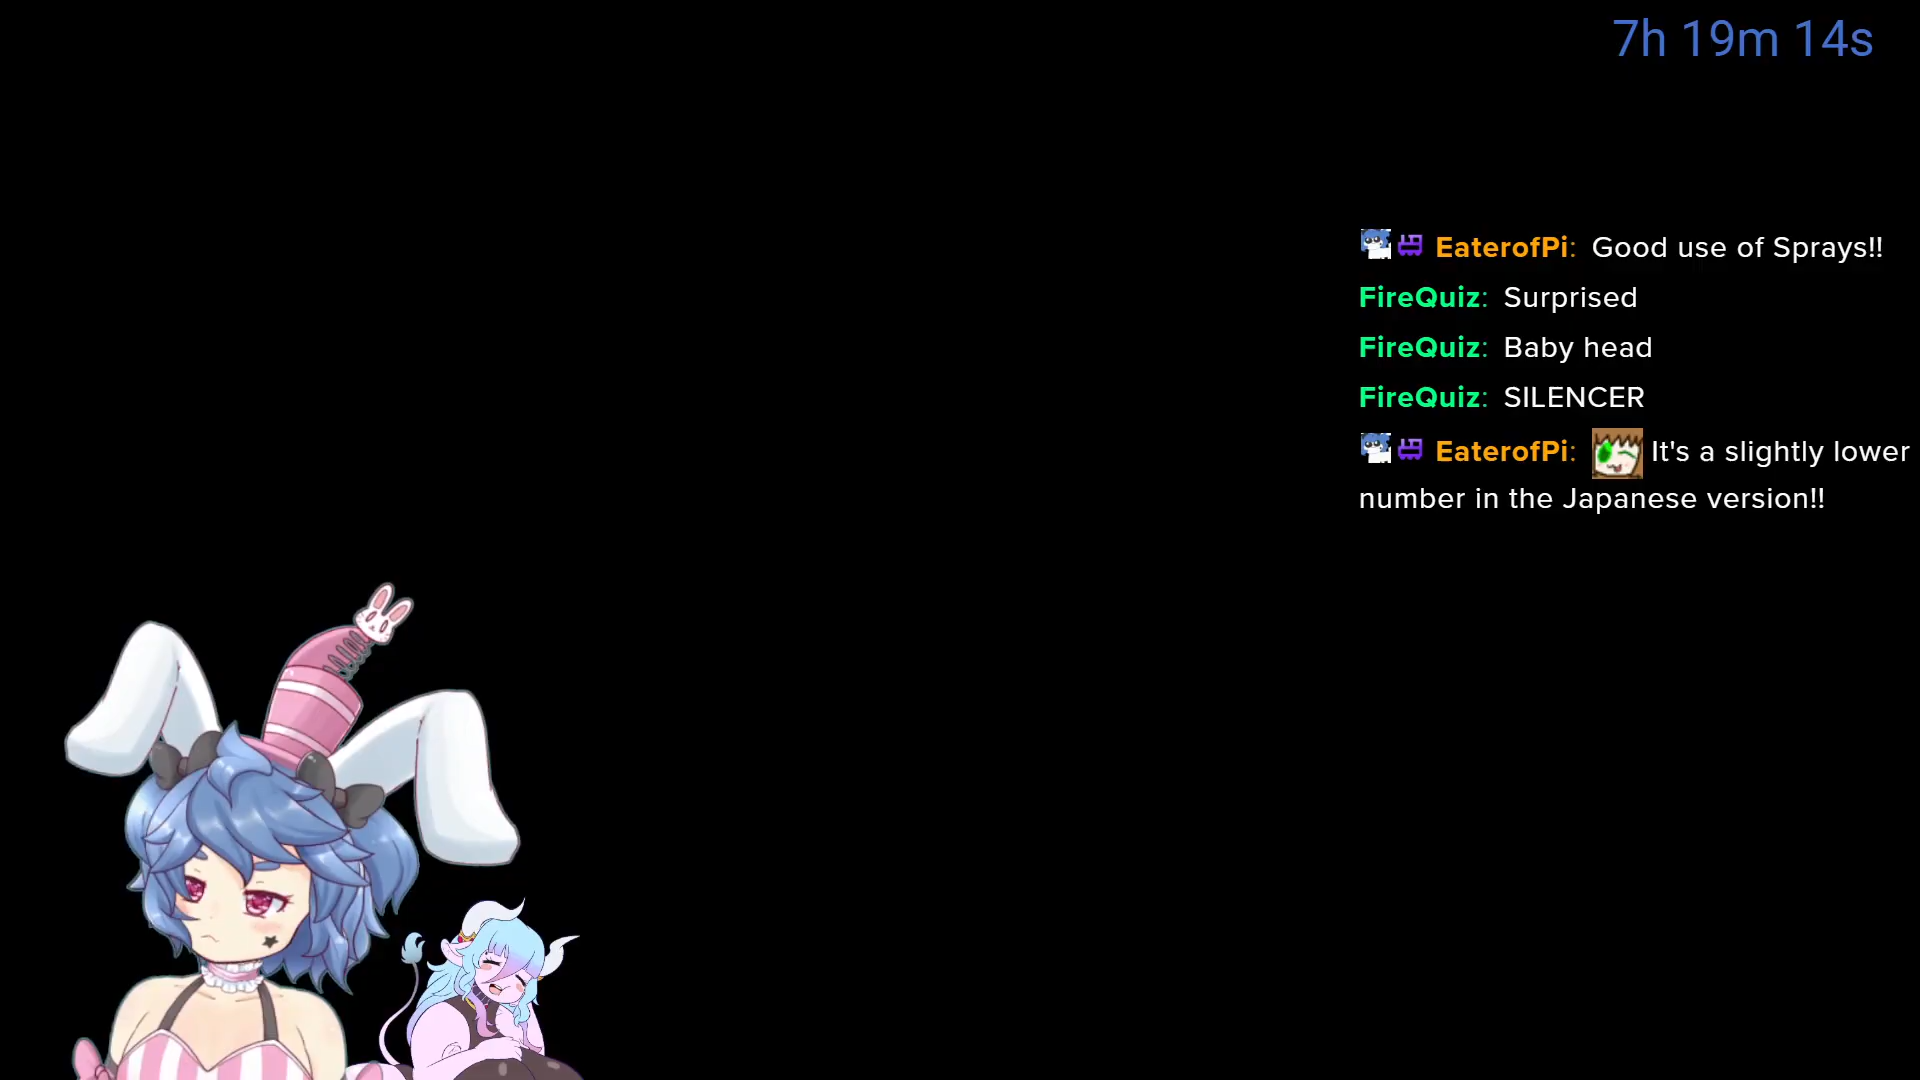 7h 19m 14s
EaterofPi: Good use of Sprays!!
FireQuiz: Surprised
FireQuiz: Baby head
FireQuiz: SILENCER
EaterofPi: It's a slightly lower
number in the Japanese version!!